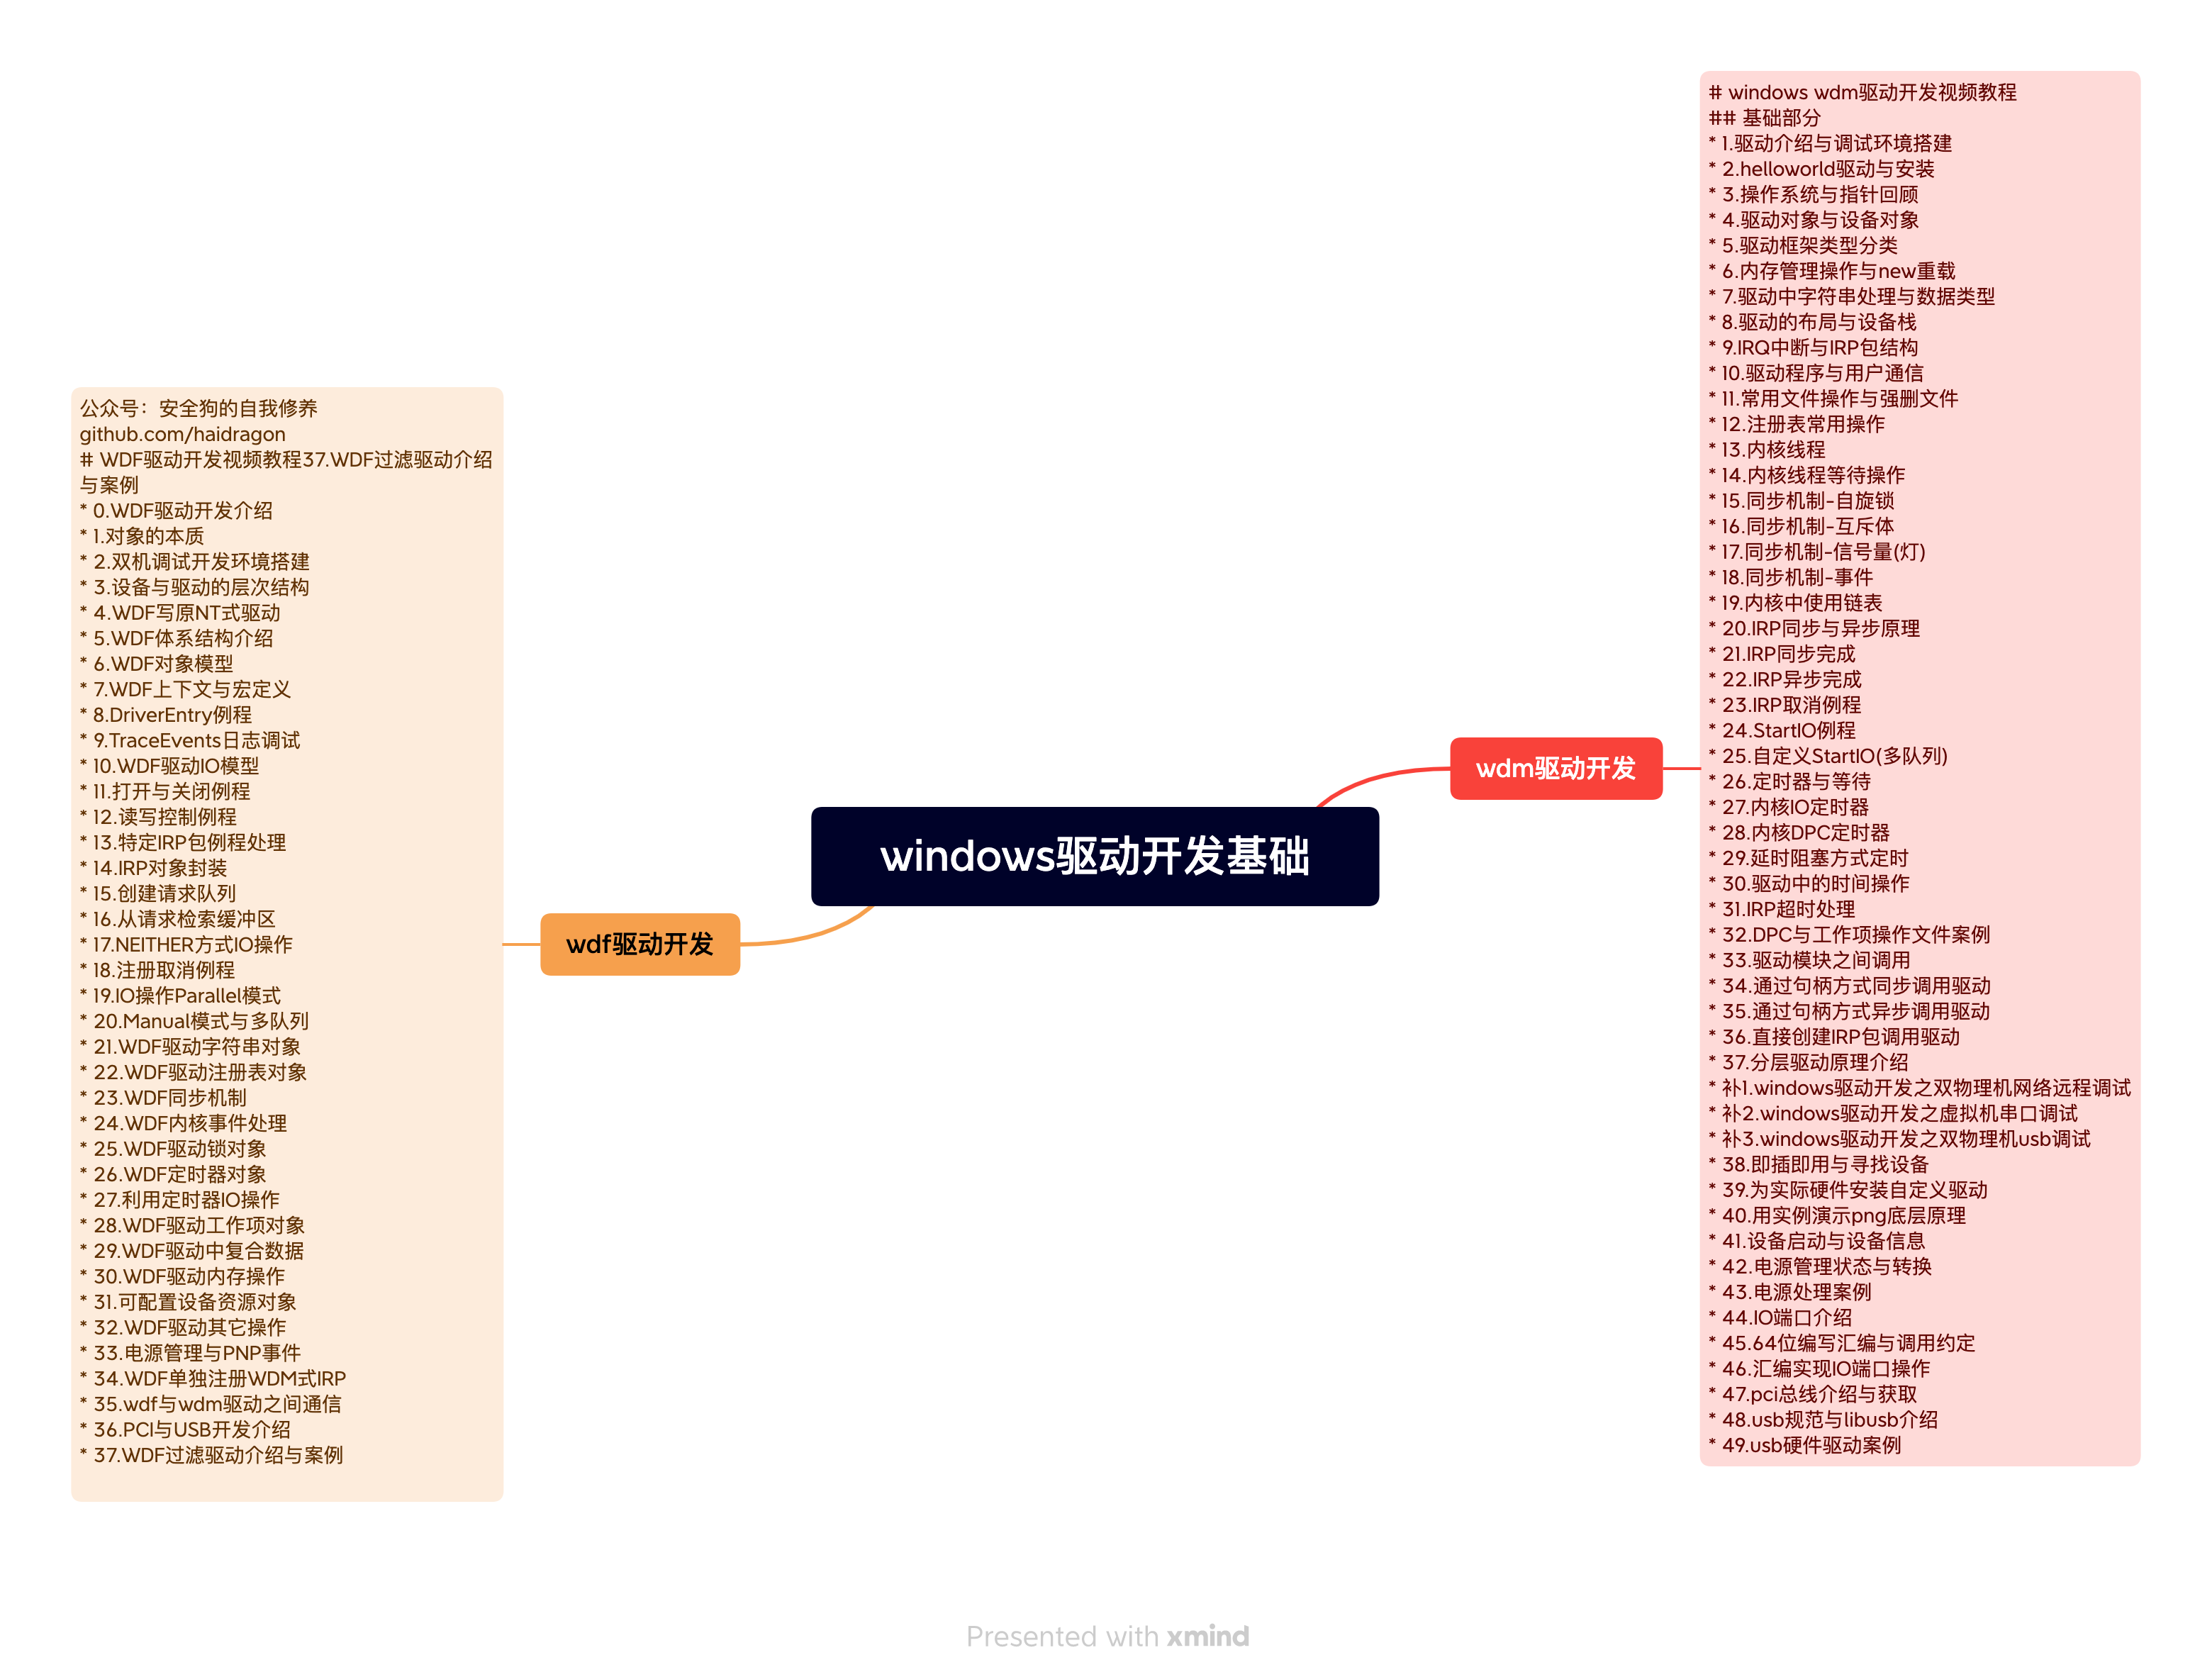 windows驱动开发基础
wdm驱动开发
# windows wdm驱动开发视频教程
## 基础部分
* 1.驱动介绍与调试环境搭建
* 2.helloworld驱动与安装
* 3.操作系统与指针回顾
* 4.驱动对象与设备对象
* 5.驱动框架类型分类
* 6.内存管理操作与new重载
* 7.驱动中字符串处理与数据类型
* 8.驱动的布局与设备栈
* 9.IRQ中断与IRP包结构
* 10.驱动程序与用户通信
* 11.常用文件操作与强删文件
* 12.注册表常用操作
* 13.内核线程
* 14.内核线程等待操作
* 15.同步机制-自旋锁
* 16.同步机制-互斥体
* 17.同步机制-信号量(灯)
* 18.同步机制-事件
* 19.内核中使用链表
* 20.IRP同步与异步原理
* 21.IRP同步完成
* 22.IRP异步完成
* 23.IRP取消例程
* 24.StartIO例程
* 25.自定义StartIO(多队列)
* 26.定时器与等待
* 27.内核IO定时器
* 28.内核DPC定时器
* 29.延时阻塞方式定时
* 30.驱动中的时间操作
* 31.IRP超时处理
* 32.DPC与工作项操作文件案例
* 33.驱动模块之间调用
* 34.通过句柄方式同步调用驱动
* 35.通过句柄方式异步调用驱动
* 36.直接创建IRP包调用驱动
* 37.分层驱动原理介绍
* 补1.windows驱动开发之双物理机网络远程调试
* 补2.windows驱动开发之虚拟机串口调试
* 补3.windows驱动开发之双物理机usb调试
* 38.即插即用与寻找设备
* 39.为实际硬件安装自定义驱动
* 40.用实例演示png底层原理
* 41.设备启动与设备信息
* 42.电源管理状态与转换
* 43.电源处理案例
* 44.IO端口介绍
* 45.64位编写汇编与调用约定
* 46.汇编实现IO端口操作
* 47.pci总线介绍与获取
* 48.usb规范与libusb介绍
* 49.usb硬件驱动案例
wdf驱动开发
公众号：安全狗的自我修养
github.com/haidragon
# WDF驱动开发视频教程37.WDF过滤驱动介绍
与案例
* 0.WDF驱动开发介绍
* 1.对象的本质
* 2.双机调试开发环境搭建
* 3.设备与驱动的层次结构
* 4.WDF写原NT式驱动
* 5.WDF体系结构介绍
* 6.WDF对象模型
* 7.WDF上下文与宏定义
* 8.DriverEntry例程
* 9.TraceEvents日志调试
* 10.WDF驱动IO模型
* 11.打开与关闭例程
* 12.读写控制例程
* 13.特定IRP包例程处理
* 14.IRP对象封装
* 15.创建请求队列
* 16.从请求检索缓冲区
* 17.NEITHER方式IO操作
* 18.注册取消例程
* 19.IO操作Parallel模式
* 20.Manual模式与多队列
* 21.WDF驱动字符串对象
* 22.WDF驱动注册表对象
* 23.WDF同步机制
* 24.WDF内核事件处理
* 25.WDF驱动锁对象
* 26.WDF定时器对象
* 27.利用定时器IO操作
* 28.WDF驱动工作项对象
* 29.WDF驱动中复合数据
* 30.WDF驱动内存操作
* 31.可配置设备资源对象
* 32.WDF驱动其它操作
* 33.电源管理与PNP事件
* 34.WDF单独注册WDM式IRP
* 35.wdf与wdm驱动之间通信
* 36.PCI与USB开发介绍
* 37.WDF过滤驱动介绍与案例
Presented with xmind